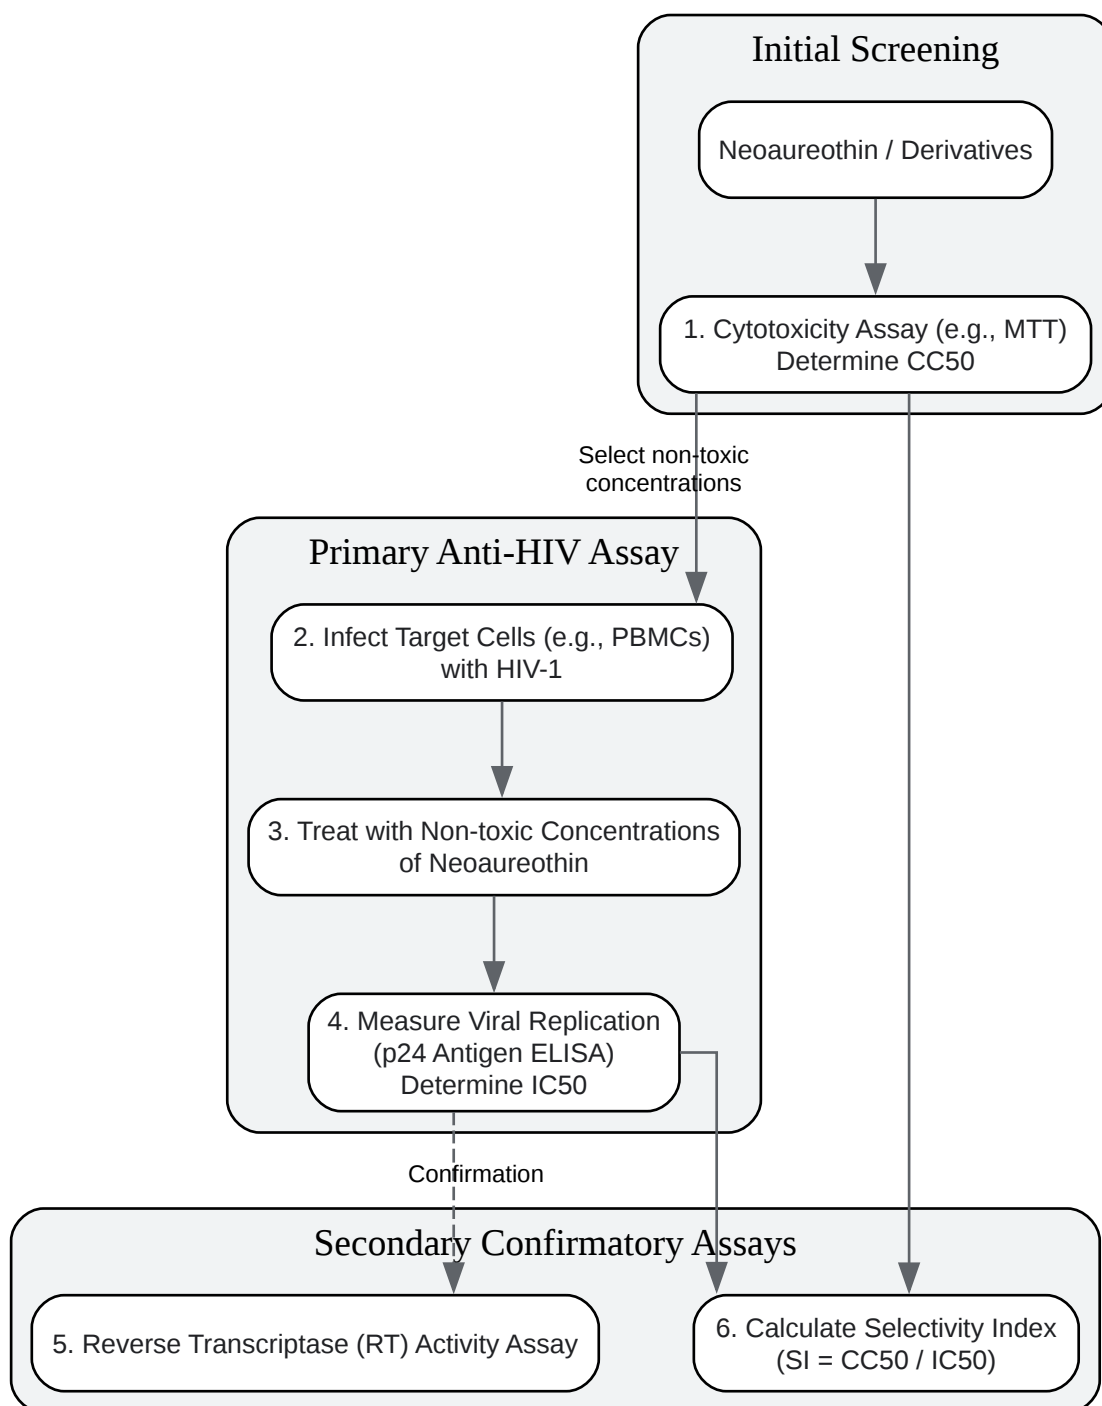 Initial Screening
Neoaureothin / Derivatives
1. Cytotoxicity Assay (e.g., MTT)
Determine CC50
Select non-toxic
concentrations
Primary Anti-HIV Assay
2. Infect Target Cells (e.g., PBMCs)
with HIV-1
3. Treat with Non-toxic Concentrations
of Neoaureothin
4. Measure Viral Replication
(p24 Antigen ELISA)
Determine IC50
Confirmation
Secondary Confirmatory Assays
5. Reverse Transcriptase (RT) Activity Assay
6. Calculate Selectivity Index
(SI = CC50 / IC50)